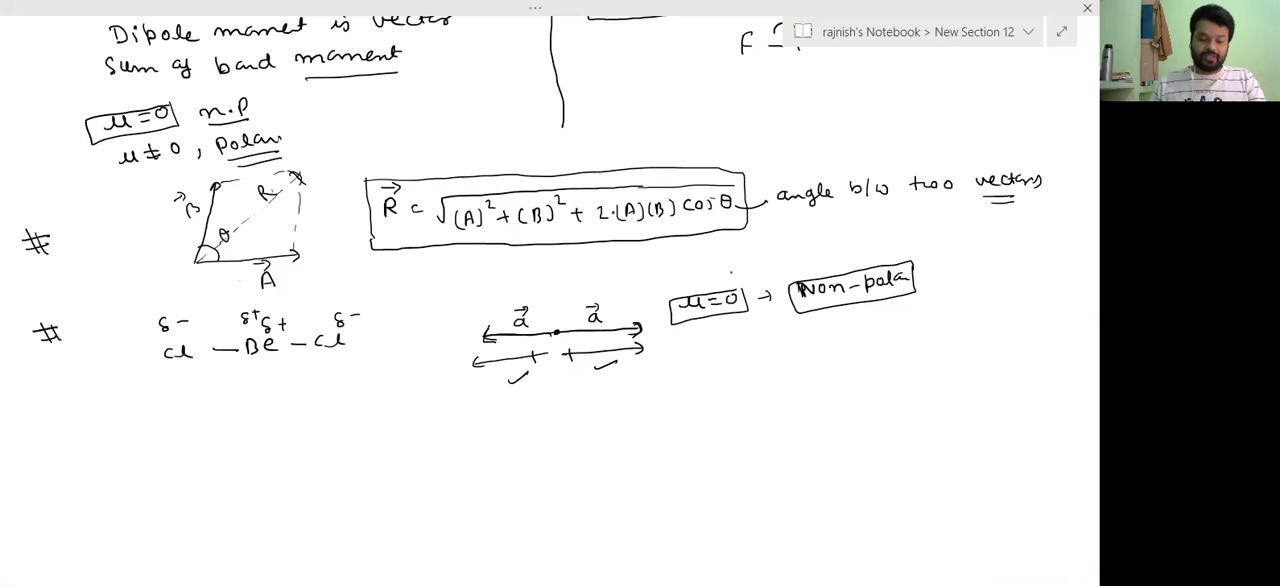 Dipole moment is vector
Sum of bond moment
F
rajnish's Notebook > New Section 12
μ=0 n.p
μ≠0, polar
B R θ A
R = √(A)²+(B)²+2.(A)(B) cos θ angle b/w two vectors
#
#
δ- δ+ δ+ δ-
Cl — Be — Cl
a a
μ=0 → Non-polar